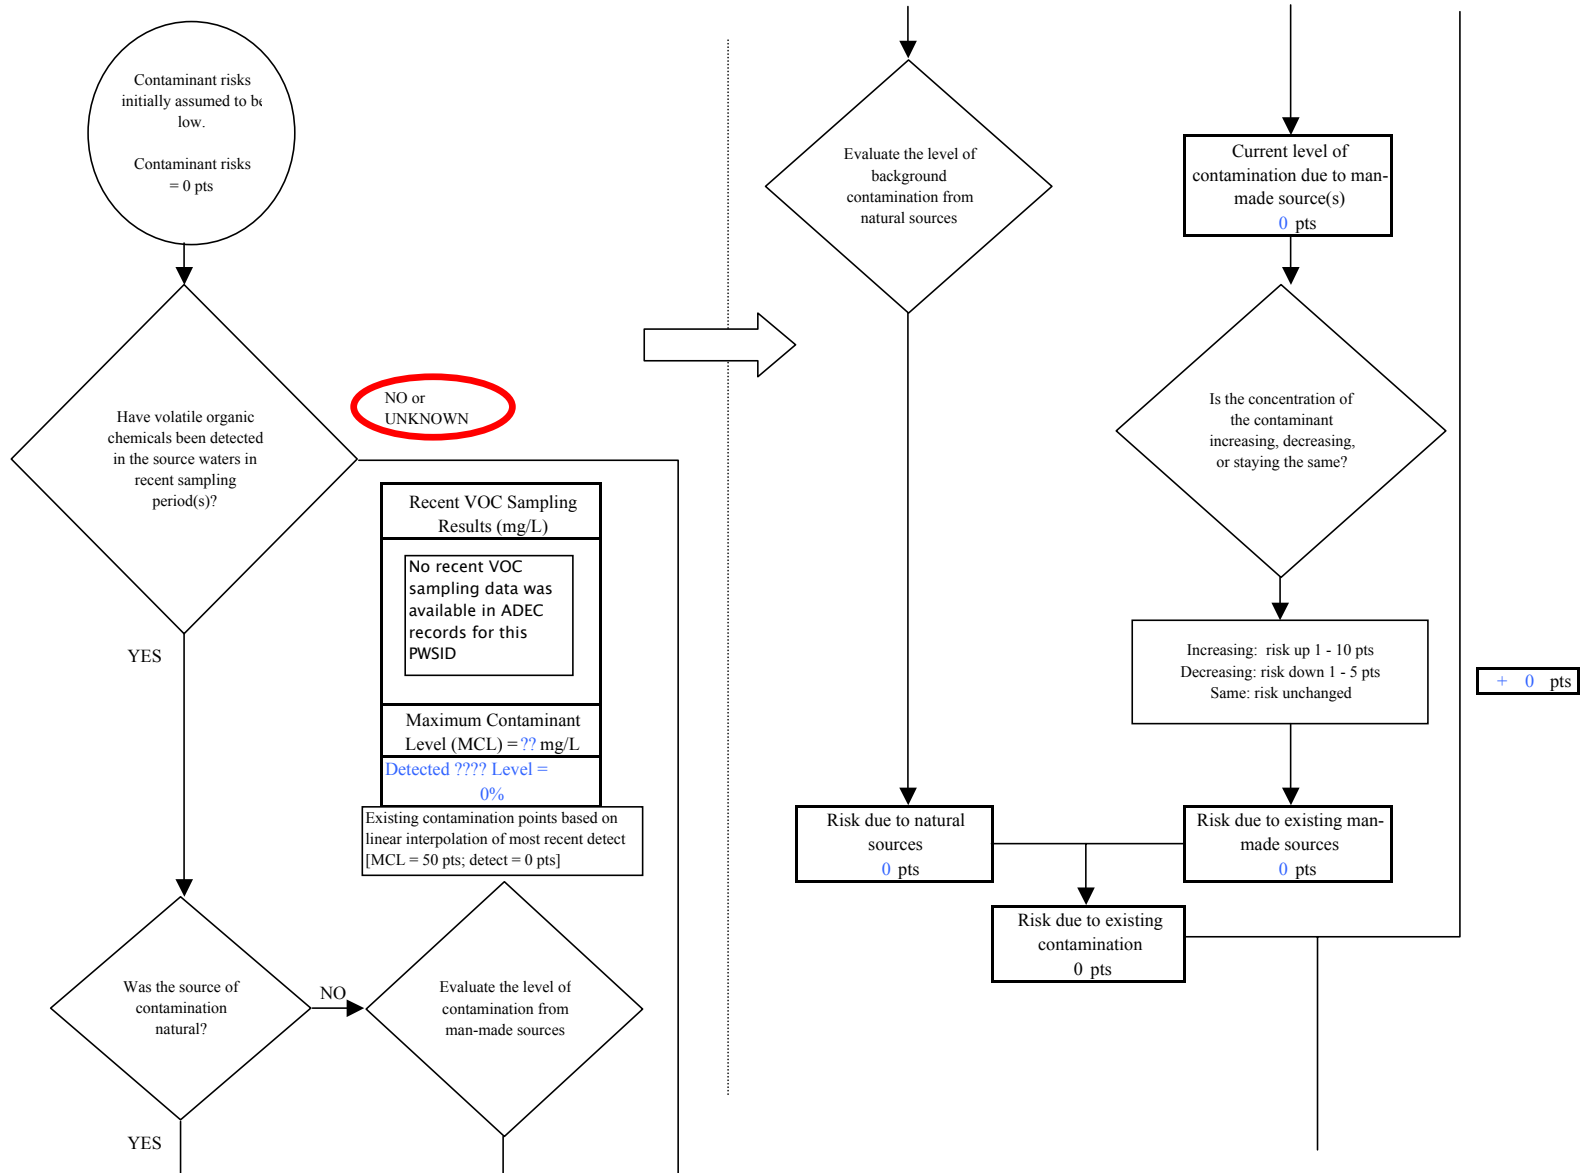 Contaminant risks
initially assumed to be
low.
Contaminant risks
= 0 pts
Have volatile organic
chemicals been detected
in the source waters in
recent sampling
period(s)?
NO or
UNKNOWN
YES
Recent VOC Sampling
Results (mg/L)
No recent VOC
sampling data was
available in ADEC
records for this
PWSID
Maximum Contaminant
Level (MCL) = ?? mg/L
Detected ???? Level =
0%
Existing contamination points based on
linear interpolation of most recent detect
[MCL = 50 pts; detect = 0 pts]
Was the source of
contamination
natural?
NO
Evaluate the level of
contamination from
man-made sources
YES
Evaluate the level of
background
contamination from
natural sources
Current level of
contamination due to man-
made source(s)
0 pts
Is the concentration of
the contaminant
increasing, decreasing,
or staying the same?
Increasing: risk up 1 - 10 pts
Decreasing: risk down 1 - 5 pts
Same: risk unchanged
+ 0 pts
Risk due to natural
sources
0 pts
Risk due to existing man-
made sources
0 pts
Risk due to existing
contamination
0 pts